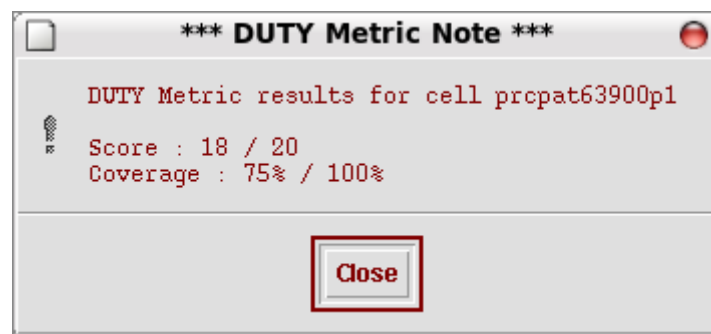 *** DUTY Metric Note ***
DUTY Metric results for cell prcpat63900p1
Score : 18 / 20
Coverage : 75% / 100%
Close